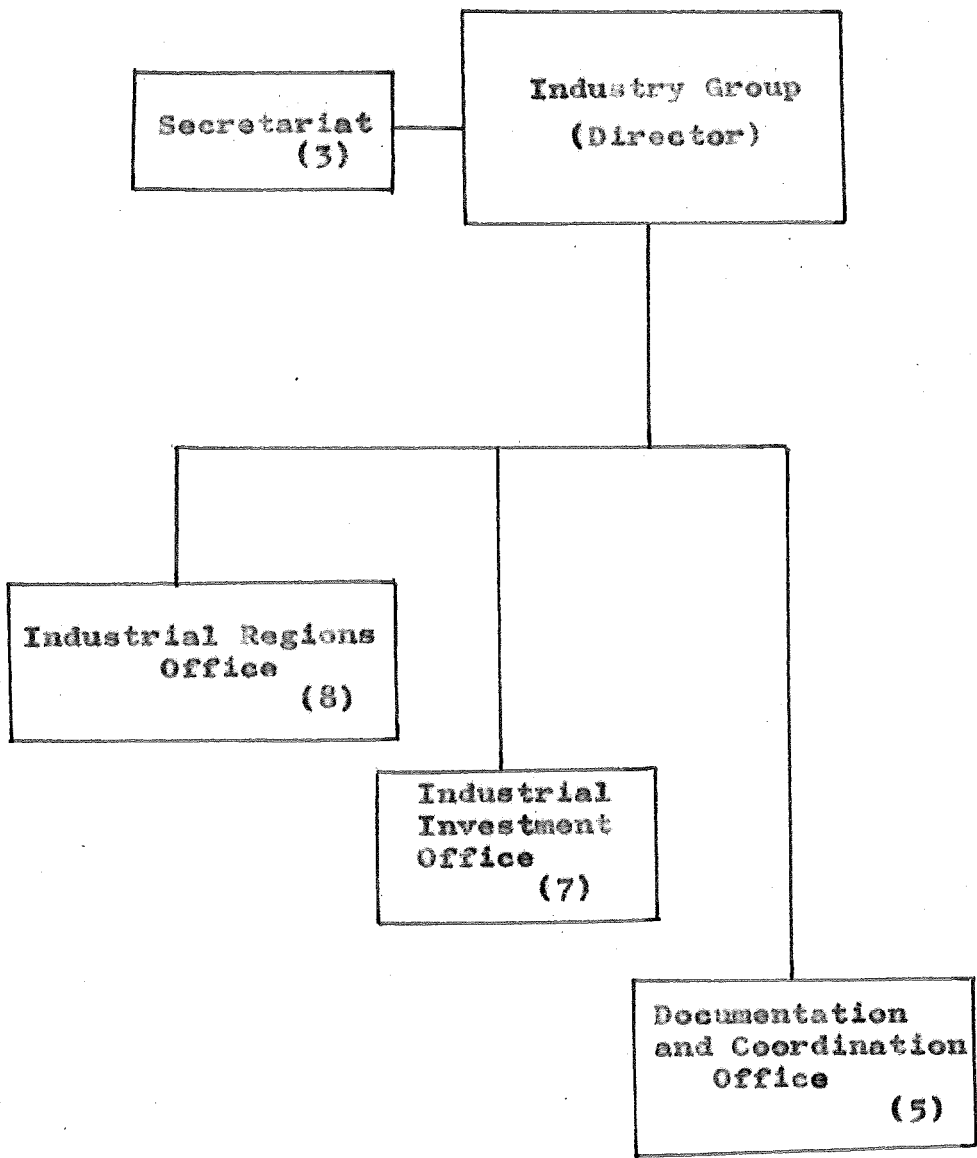 Industry Group
(Director)
Secretariat
(3)
Industrial Regions
Office
(8)
Industrial
Investment
Office
(7)
Documentation
and Coordination
Office
(5)